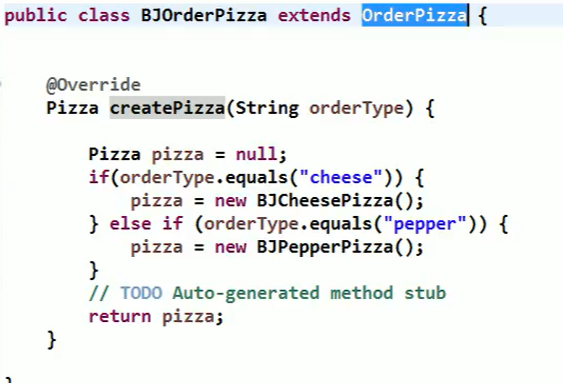 public class BJOrderPizza extends OrderPizza {
@Override
Pizza createPizza(String orderType) {
Pizza pizza = null;
if(orderType.equals("cheese")) {
pizza = new BJCheesePizza();
} else if (orderType.equals("pepper")) {
pizza = new BJPepperPizza();
}
// TODO Auto-generated method stub
return pizza;
}
}